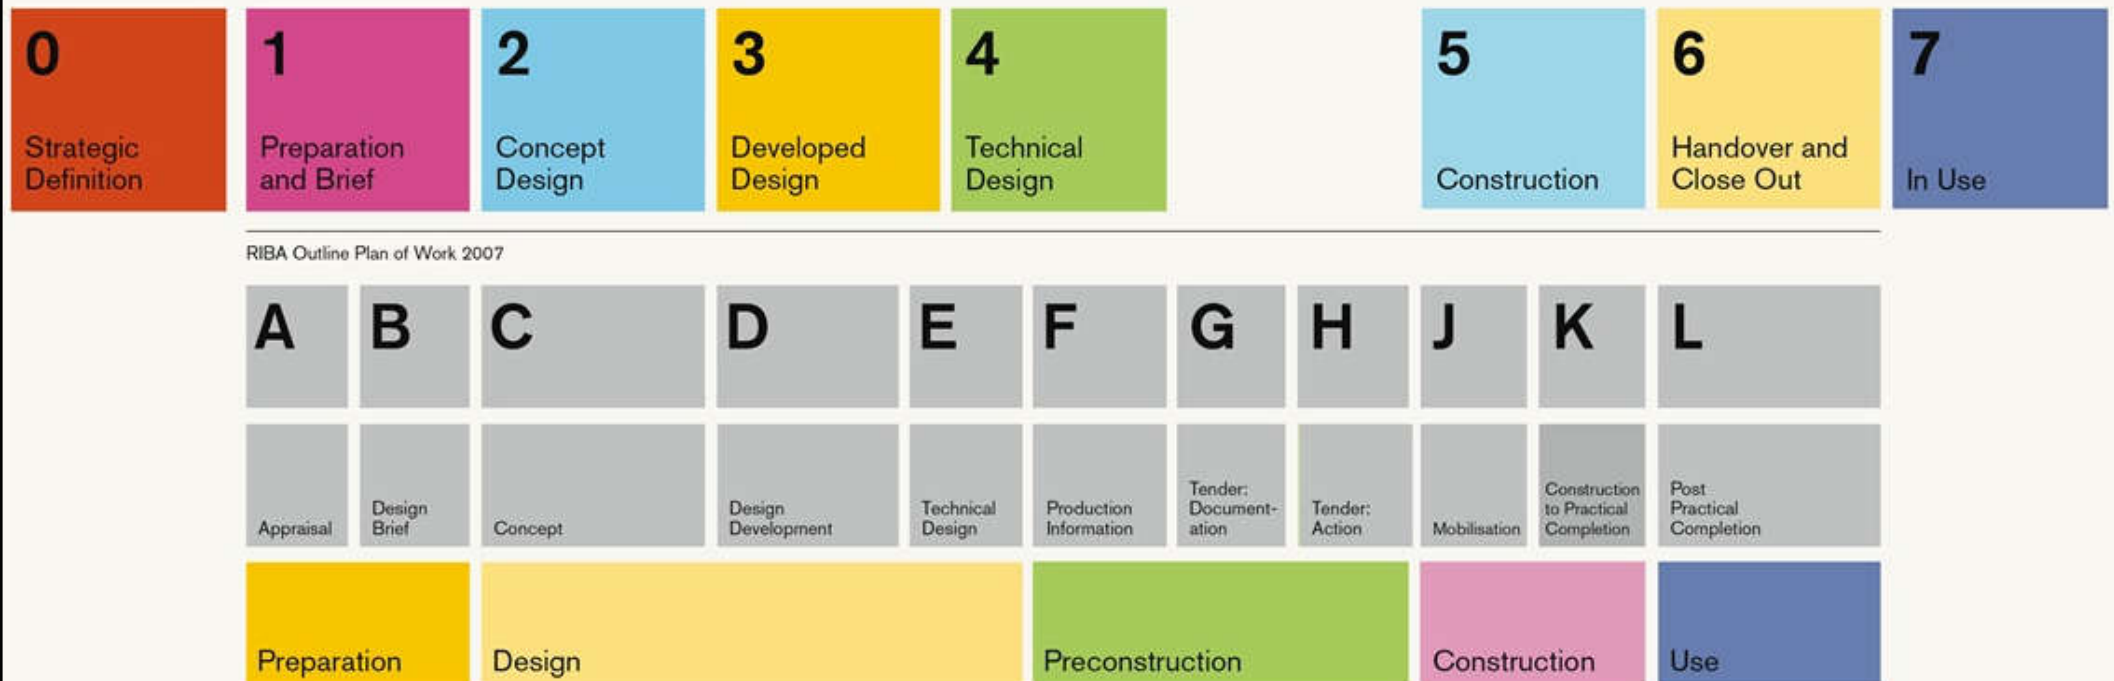 0
Strategic
Definition
1
Preparation
and Brief
2
Concept
Design
3
Developed
Design
4
Technical
Design
5
Construction
6
Handover and
Close Out
7
In Use
RIBA Outline Plan of Work 2007
A
B
C
D
E
F
G
H
J
K
L
Appraisal
Design
Brief
Concept
Design
Development
Technical
Design
Production
Information
Tender:
Document-
ation
Tender:
Action
Mobilisation
Construction
to Practical
Completion
Post
Practical
Completion
Preparation
Design
Preconstruction
Construction
Use